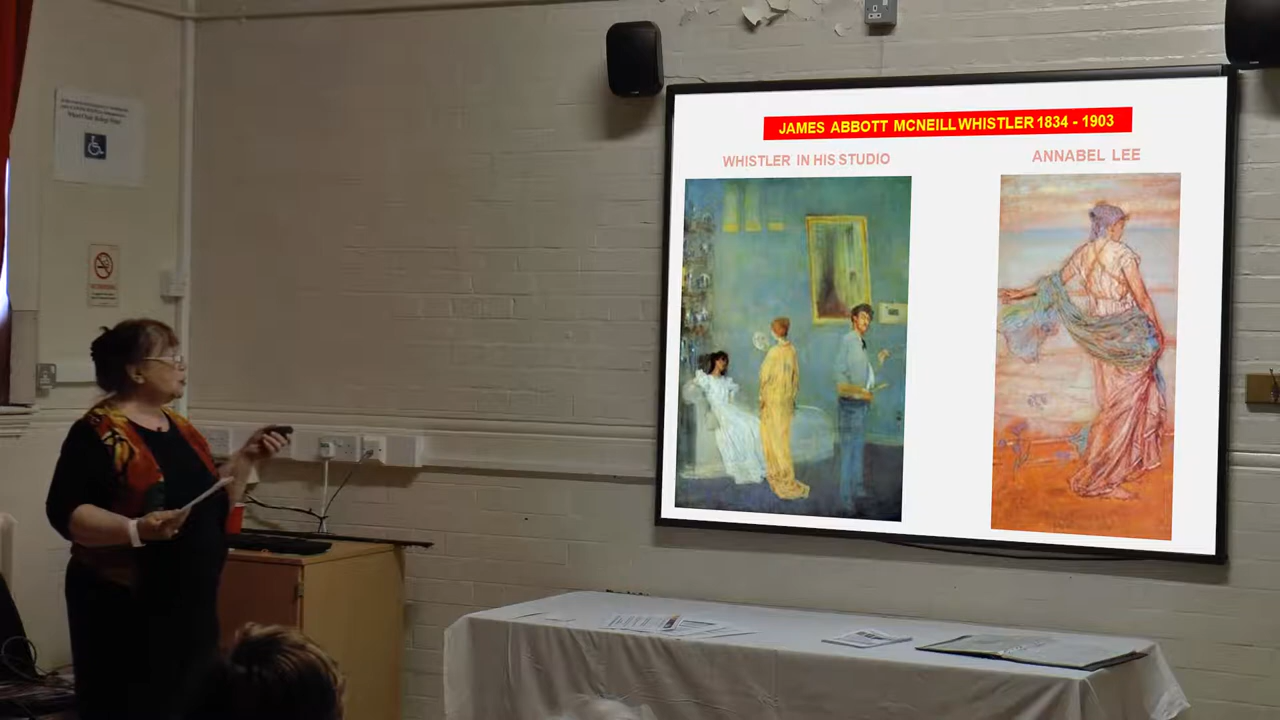 JAMES ABBOTT MCNEILL WHISTLER 1834 - 1903
WHISTLER IN HIS STUDIO
ANNABEL LEE